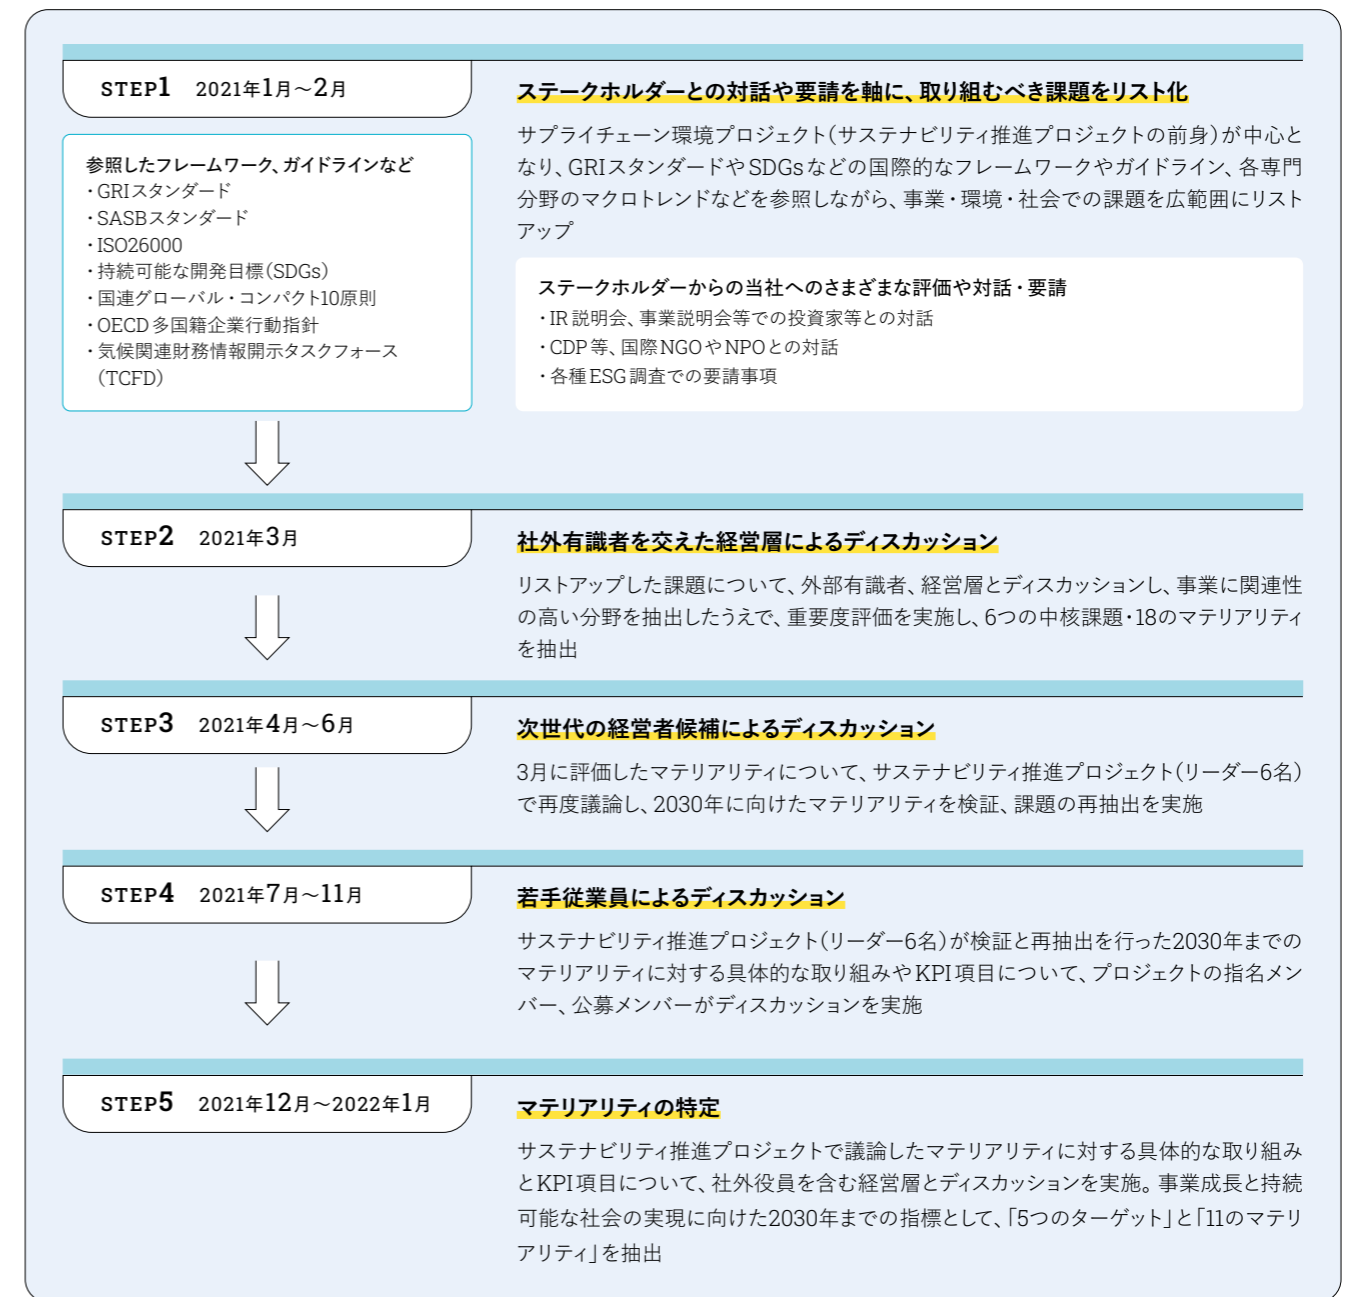 STEP1 2021年1月～2月
ステークホルダーとの対話や要請を軸に、取り組むべき課題をリスト化
参照したフレームワーク、ガイドラインなど
・GRIスタンダード
・SASBスタンダード
・ISO26000
・持続可能な開発目標（SDGs）
・国連グローバル・コンパクト10原則
・OECD多国籍企業行動指針
・気候関連財務情報開示タスクフォース
（TCFD）
サプライチェーン環境プロジェクト（サステナビリティ推進プロジェクトの前身）が中心と
なり、GRIスタンダードやSDGsなどの国際的なフレームワークやガイドライン、各専門
分野のマクロトレンドなどを参照しながら、事業・環境・社会での課題を広範囲にリスト
アップ
ステークホルダーからの当社へのさまざまな評価や対話・要請
・IR説明会、事業説明会等での投資家等との対話
・CDP等、国際NGOやNPOとの対話
・各種ESG調査での要請事項
STEP2 2021年3月
社外有識者を交えた経営層によるディスカッション
リストアップした課題について、外部有識者、経営層とディスカッションし、事業に関連性
の高い分野を抽出したうえで、重要度評価を実施し、6つの中核課題・18のマテリアリティ
を抽出
STEP3 2021年4月～6月
次世代の経営者候補によるディスカッション
3月に評価したマテリアリティについて、サステナビリティ推進プロジェクト（リーダー6名）
で再度議論し、2030年に向けたマテリアリティを検証、課題の再抽出を実施
STEP4 2021年7月～11月
若手従業員によるディスカッション
サステナビリティ推進プロジェクト（リーダー6名）が検証と再抽出を行った2030年までの
マテリアリティに対する具体的な取り組みやKPI項目について、プロジェクトの指名メン
バー、公募メンバーがディスカッションを実施
STEP5 2021年12月～2022年1月
マテリアリティの特定
サステナビリティ推進プロジェクトで議論したマテリアリティに対する具体的な取り組み
とKPI項目について、社外役員を含む経営層とディスカッションを実施。事業成長と持続
可能な社会の実現に向けた2030年までの指標として、「5つのターゲット」と「11のマテリ
アリティ」を抽出